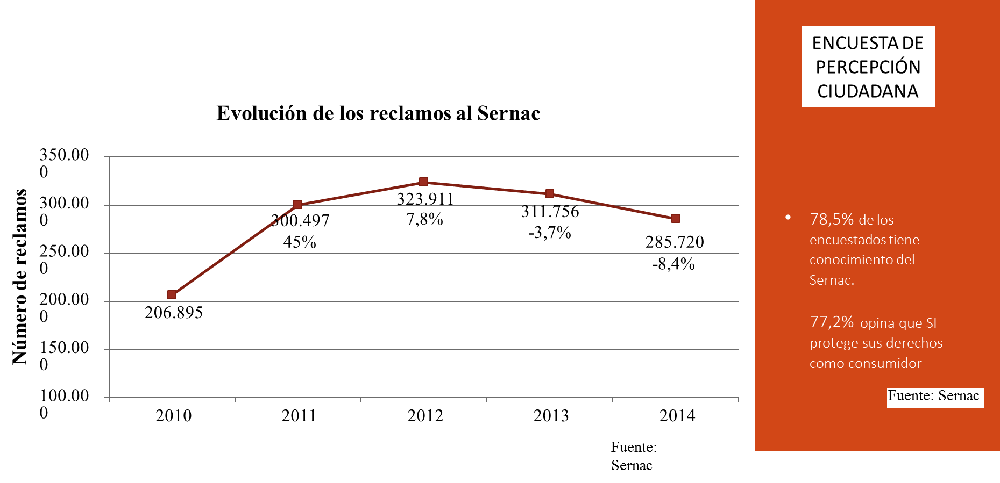 Evolución de los reclamos al Sernac
Número de reclamos
350.00
0
300.00
0
250.00
0
200.00
0
150.00
0
100.00
0
206.895
300.497
45%
323.911
7,8%
311.756
-3,7%
285.720
-8,4%
2010
2011
2012
2013
2014
Fuente:
Sernac
ENCUESTA DE
PERCEPCIÓN
CIUDADANA
• 78,5% de los
encuestados tiene
conocimiento del
Sernac.
77,2% opina que SI
protege sus derechos
como consumidor
Fuente: Sernac